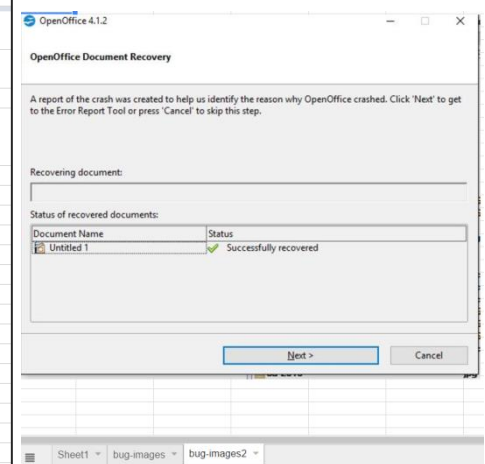 OpenOffice 4.1.2
OpenOffice Document Recovery
A report of the crash was created to help us identify the reason why OpenOffice crashed. Click 'Next' to get
to the Error Report Tool or press 'Cancel' to skip this step.
Recovering document:
Status of recovered documents:
Document Name Status
Untitled 1 Successfully recovered
Next > Cancel
Sheet1 bug-images bug-images2